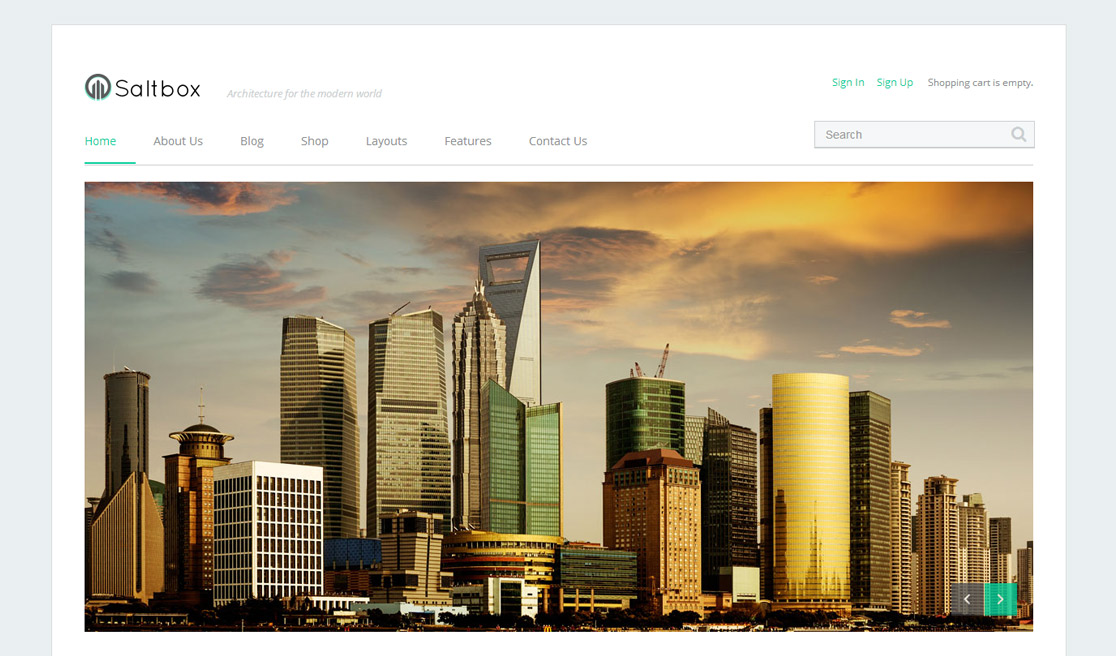 Saltbox
Architecture for the modern world
Sign In Sign Up Shopping cart is empty.
Home About Us Blog Shop Layouts Features Contact Us
Search